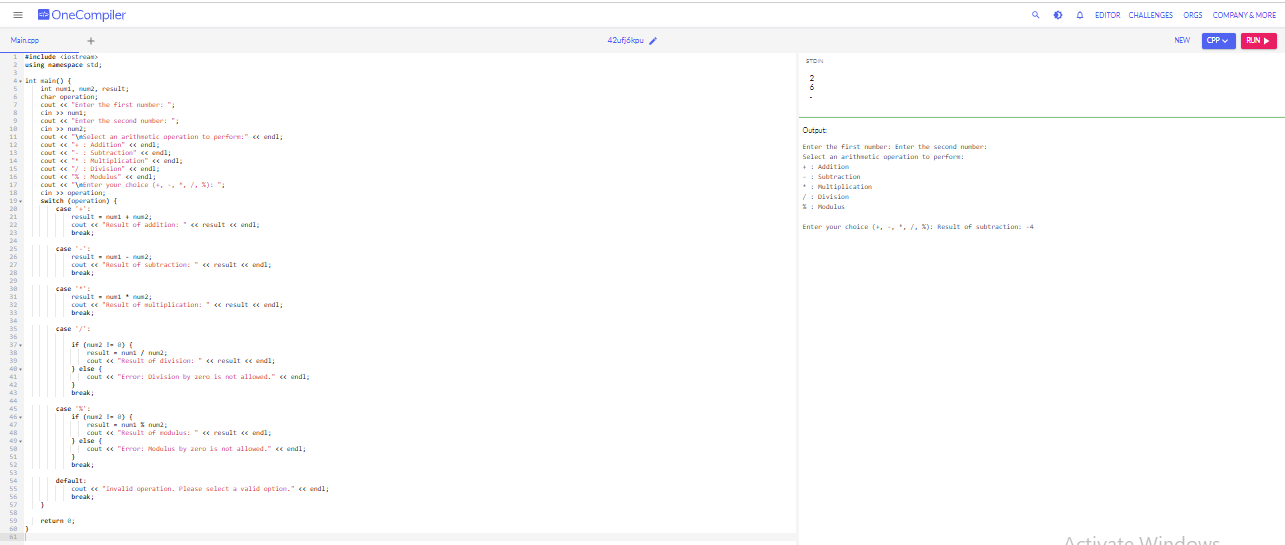 OneCompiler
EDITOR CHALLENGES ORGS COMPANY & MORE
Main.cpp
+
42ufj6kpu
NEW CPP RUN
1 #include <iostream>
2 using namespace std;
3
4 int main() {
5 int num1, num2, result;
6 char operation;
7 cout << "Enter the first number: ";
8 cin >> num1;
9 cout << "Enter the second number: ";
10 cin >> num2;
11 cout << "\nSelect an arithmetic operation to perform:" << endl;
12 cout << "+ : Addition" << endl;
13 cout << "- : Subtraction" << endl;
14 cout << "* : Multiplication" << endl;
15 cout << "/ : Division" << endl;
16 cout << "% : Modulus" << endl;
17 cout << "\nEnter your choice (+, -, *, /, %): ";
18 cin >> operation;
19 switch (operation) {
20 case '+':
21 result = num1 + num2;
22 cout << "Result of addition: " << result << endl;
23 break;
24
25 case '-':
26 result = num1 - num2;
27 cout << "Result of subtraction: " << result << endl;
28 break;
29
30 case '*':
31 result = num1 * num2;
32 cout << "Result of multiplication: " << result << endl;
33 break;
34
35 case '/':
36
37 if (num2 != 0) {
38 result = num1 / num2;
39 cout << "Result of division: " << result << endl;
40 } else {
41 cout << "Error: Division by zero is not allowed." << endl;
42 }
43 break;
44
45 case '%':
46 if (num2 != 0) {
47 result = num1 % num2;
48 cout << "Result of modulus: " << result << endl;
49 } else {
50 cout << "Error: Modulus by zero is not allowed." << endl;
51 }
52 break;
53
54 default:
55 cout << "Invalid operation. Please select a valid option." << endl;
56 break;
57 }
58
59 return 0;
60 }
61
STDIN
2
6
-
Output:
Enter the first number: Enter the second number:
Select an arithmetic operation to perform:
+ : Addition
- : Subtraction
* : Multiplication
/ : Division
% : Modulus
Enter your choice (+, -, *, /, %): Result of subtraction: -4
Activate Windows